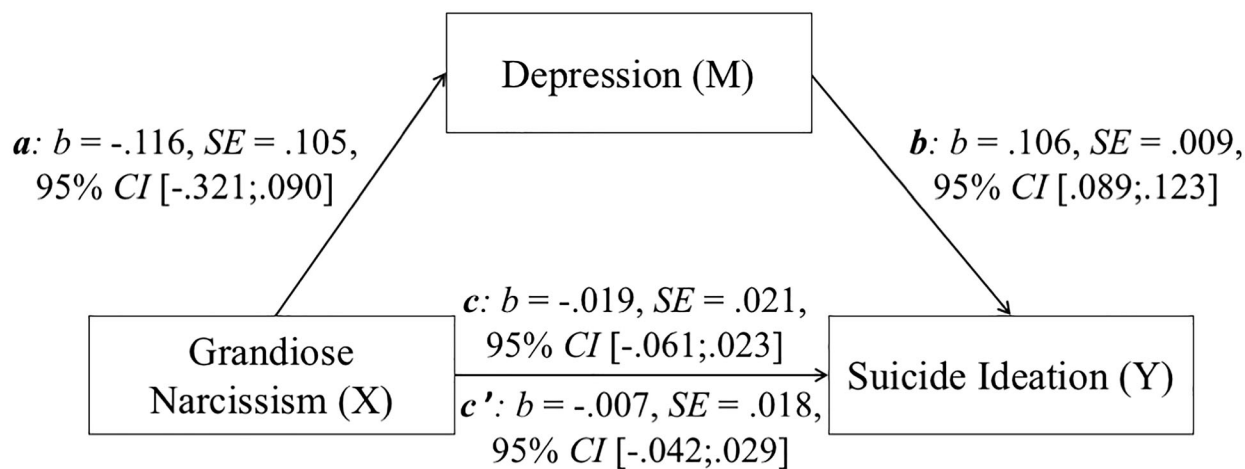 Depression (M)
a: b = -.116, SE = .105,
95% CI [-.321;.090]
b: b = .106, SE = .009,
95% CI [.089;.123]
c: b = -.019, SE = .021,
95% CI [-.061;.023]
Grandiose
Narcissism (X)
Suicide Ideation (Y)
c': b = -.007, SE = .018,
95% CI [-.042;.029]